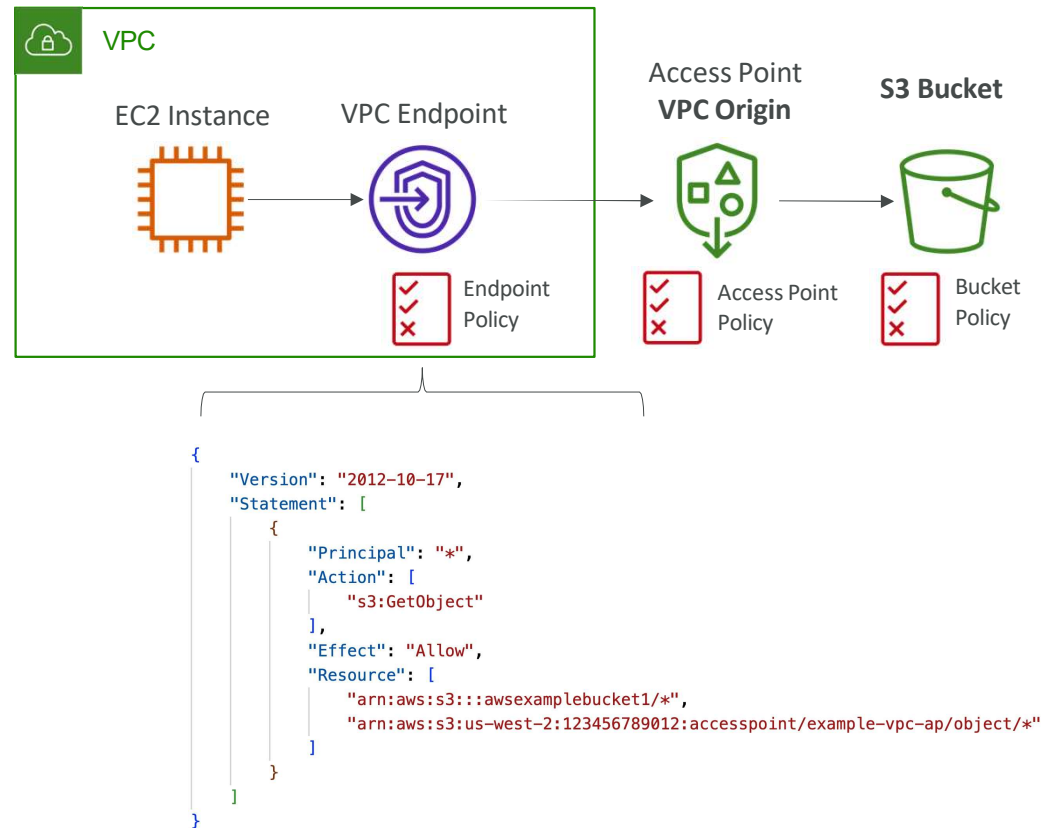 VPC
EC2 Instance
VPC Endpoint
Access Point
VPC Origin
S3 Bucket
Endpoint
Policy
Access Point
Policy
Bucket
Policy
{
"Version": "2012-10-17",
"Statement": [
{
"Principal": "*",
"Action": [
"s3:GetObject"
],
"Effect": "Allow",
"Resource": [
"arn:aws:s3:::awsexamplebucket1/*",
"arn:aws:s3:us-west-2:123456789012:accesspoint/example-vpc-ap/object/*"
]
}
]
}